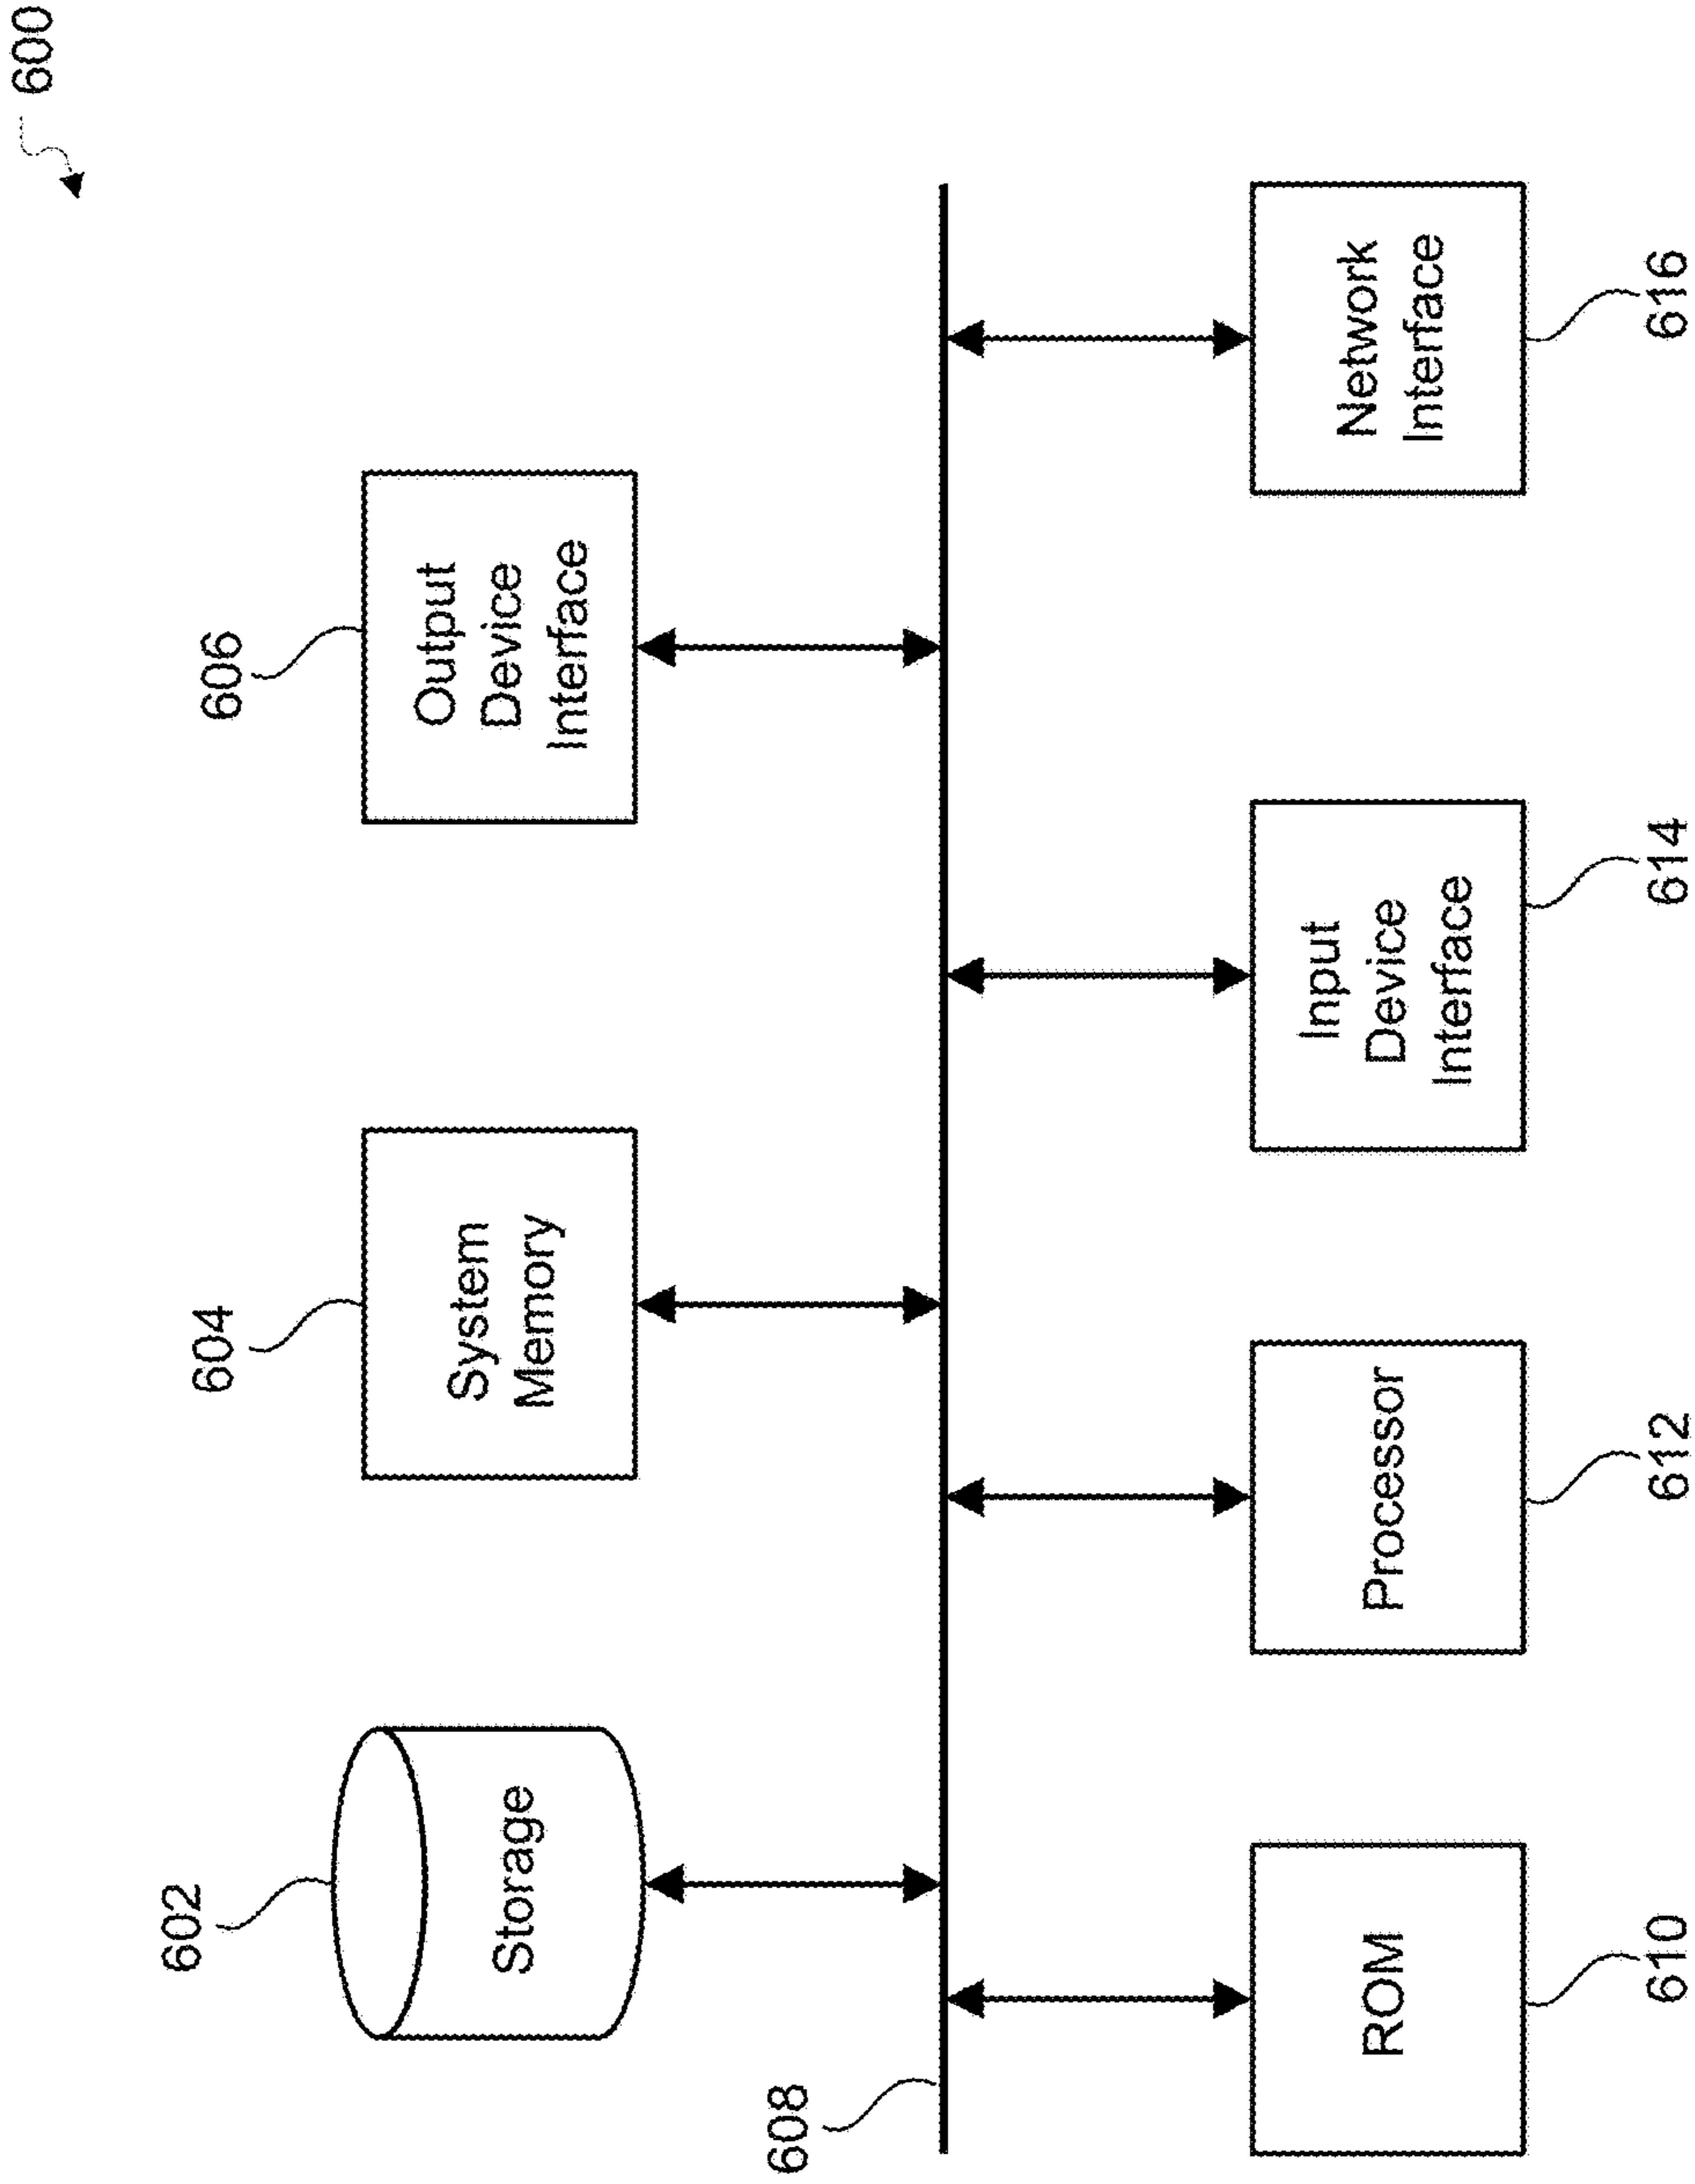 600
602
604
606
Storage
System
Memory
Output
Device
Interface
608
ROM
Processor
Input
Device
Interface
Network
Interface
610
612
614
616